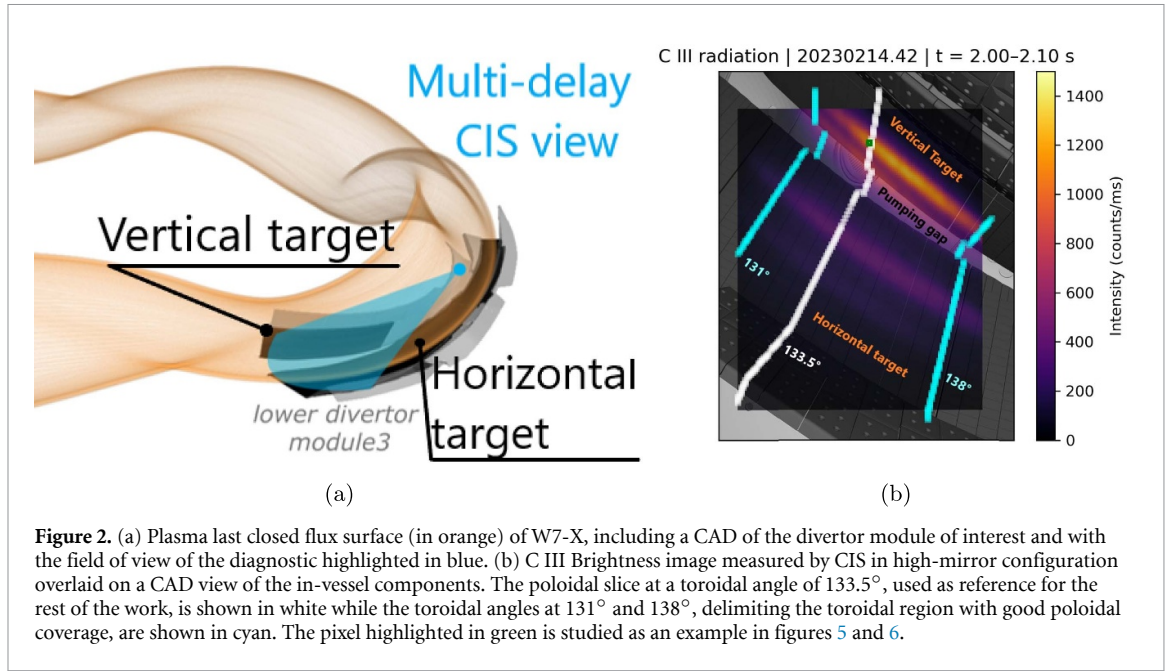 Multi-delay
CIS view
Vertical target
Horizontal
target
lower divertor
module3
(a)
C III radiation | 20230214.42 | t = 2.00–2.10 s
Vertical Target
Pumping gap
131°
Horizontal target
133.5°
138°
1400
1200
1000
800
600
400
200
0
Intensity (counts/ms)
(b)
Figure 2. (a) Plasma last closed flux surface (in orange) of W7-X, including a CAD of the divertor module of interest and with
the field of view of the diagnostic highlighted in blue. (b) C III Brightness image measured by CIS in high-mirror configuration
overlaid on a CAD view of the in-vessel components. The poloidal slice at a toroidal angle of 133.5°, used as reference for the
rest of the work, is shown in white while the toroidal angles at 131° and 138°, delimiting the toroidal region with good poloidal
coverage, are shown in cyan. The pixel highlighted in green is studied as an example in figures 5 and 6.